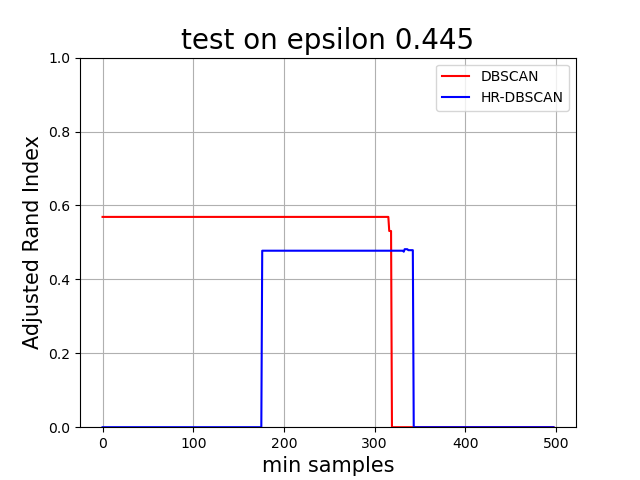 test on epsilon 0.445
DBSCAN
HR-DBSCAN
Adjusted Rand Index
1.0
0.8
0.6
0.4
0.2
0.0
0 100 200 300 400 500
min samples